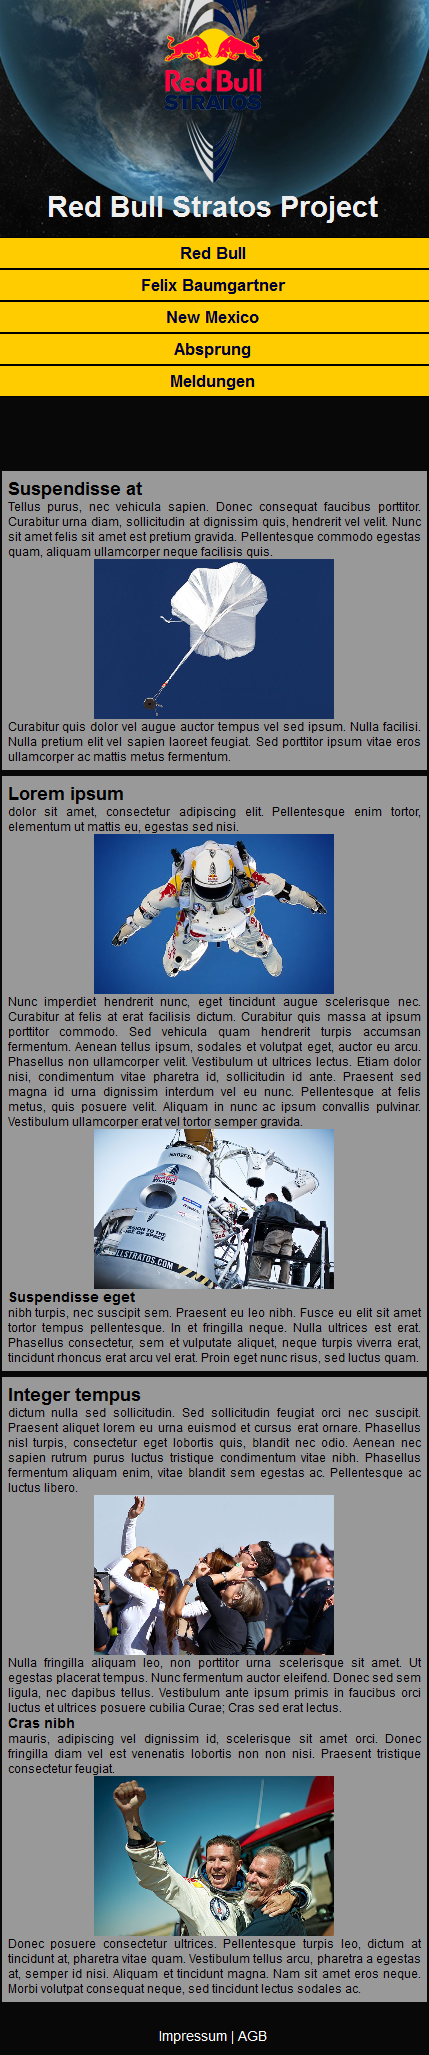 Red Bull
STRATOS
Red Bull Stratos Project
Red Bull
Felix Baumgartner
New Mexico
Absprung
Meldungen
Suspendisse at
Tellus purus, nec vehicula sapien. Donec consequat faucibus porttitor.
Curabitur urna diam, sollicitudin at dignissim quis, hendrerit vel velit. Nunc
sit amet felis sit amet est pretium gravida. Pellentesque commodo egestas
quam, aliquam ullamcorper neque facilisis quis.
Curabitur quis dolor vel augue auctor tempus vel sed ipsum. Nulla facilisi.
Nulla pretium elit vel sapien laoreet feugiat. Sed porttitor ipsum vitae eros
ullamcorper ac mattis metus fermentum.
Lorem ipsum
dolor sit amet, consectetur adipiscing elit. Pellentesque enim tortor,
elementum ut mattis eu, egestas sed nisi.
Nunc imperdiet hendrerit nunc, eget tincidunt augue scelerisque nec.
Curabitur at felis at erat facilisis dictum. Curabitur quis massa at ipsum
porttitor commodo. Sed vehicula quam hendrerit turpis accumsan
fermentum. Aenean tellus ipsum, sodales et volutpat eget, auctor eu arcu.
Phasellus non ullamcorper velit. Vestibulum ut ultrices lectus. Etiam dolor
nisi, condimentum vitae pharetra id, sollicitudin id ante. Praesent sed
magna id urna dignissim interdum vel eu nunc. Pellentesque at felis
metus, quis posuere velit. Aliquam in nunc ac ipsum convallis pulvinar.
Vestibulum ullamcorper erat vel tortor semper gravida.
Red Bull
STRATOS
SION TO THE
GE OF SPACE
ULLSTRATOS.COM
Suspendisse eget
nibh turpis, nec suscipit sem. Praesent eu leo nibh. Fusce eu elit sit amet
tortor tempus pellentesque. In et fringilla neque. Nulla ultrices est erat.
Phasellus consectetur, sem et vulputate aliquet, neque turpis viverra erat,
tincidunt rhoncus erat arcu vel erat. Proin eget nunc risus, sed luctus quam.
Integer tempus
dictum nulla sed sollicitudin. Sed sollicitudin feugiat orci nec suscipit.
Praesent aliquet lorem eu urna euismod et cursus erat ornare. Phasellus
nisl turpis, consectetur eget lobortis quis, blandit nec odio. Aenean nec
sapien rutrum purus luctus tristique condimentum vitae nibh. Phasellus
fermentum aliquam enim, vitae blandit sem egestas ac. Pellentesque ac
luctus libero.
Nulla fringilla aliquam leo, non porttitor urna scelerisque sit amet. Ut
egestas placerat tempus. Nunc fermentum auctor eleifend. Donec sed sem
ligula, nec dapibus tellus. Vestibulum ante ipsum primis in faucibus orci
luctus et ultrices posuere cubilia Curae; Cras sed erat lectus.
Cras nibh
mauris, adipiscing vel dignissim id, scelerisque sit amet orci. Donec
fringilla diam vel est venenatis lobortis non non nisi. Praesent tristique
consectetur feugiat.
Donec posuere consectetur ultrices. Pellentesque turpis leo, dictum at
tincidunt at, pharetra vitae quam. Vestibulum tellus arcu, pharetra a egestas
at, semper id nisi. Aliquam et tincidunt magna. Nam sit amet eros neque.
Morbi volutpat consequat neque, sed tincidunt lectus sodales ac.
Impressum | AGB